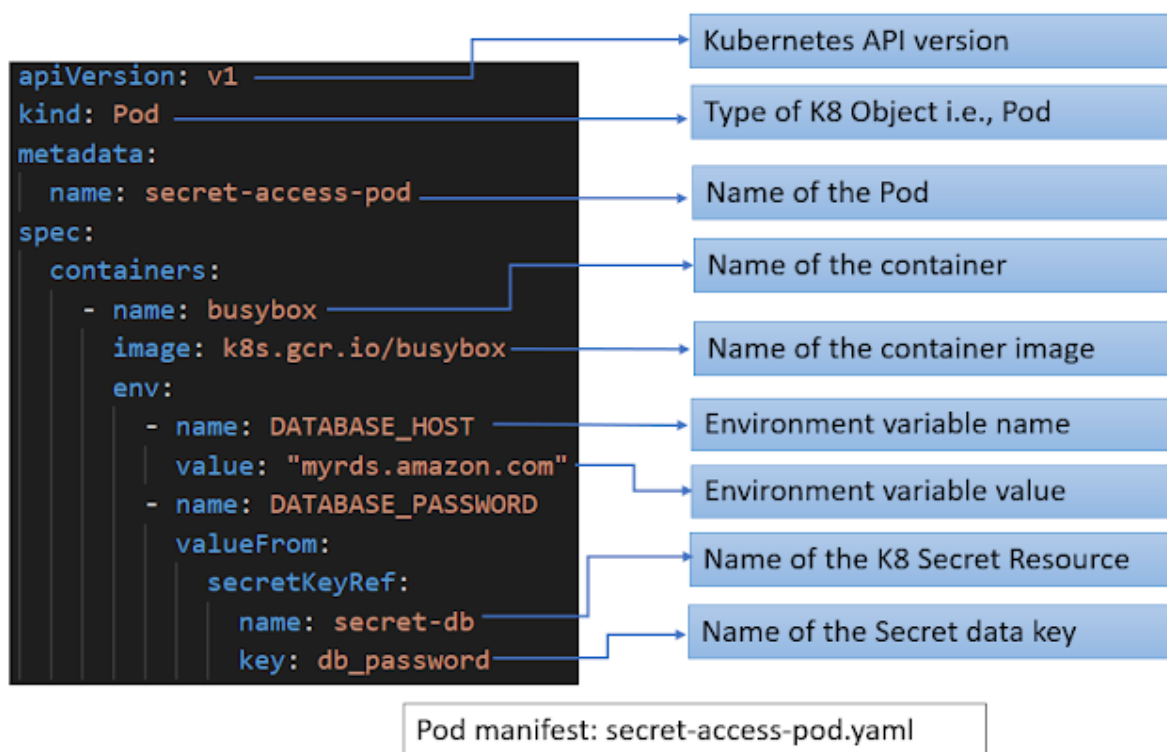 apiVersion: v1
kind: Pod
metadata:
name: secret-access-pod
spec:
containers:
- name: busybox
image: k8s.gcr.io/busybox
env:
- name: DATABASE_HOST
value: "myrds.amazon.com"
- name: DATABASE_PASSWORD
valueFrom:
secretKeyRef:
name: secret-db
key: db_password
Kubernetes API version
Type of K8 Object i.e., Pod
Name of the Pod
Name of the container
Name of the container image
Environment variable name
Environment variable value
Name of the K8 Secret Resource
Name of the Secret data key
Pod manifest: secret-access-pod.yaml